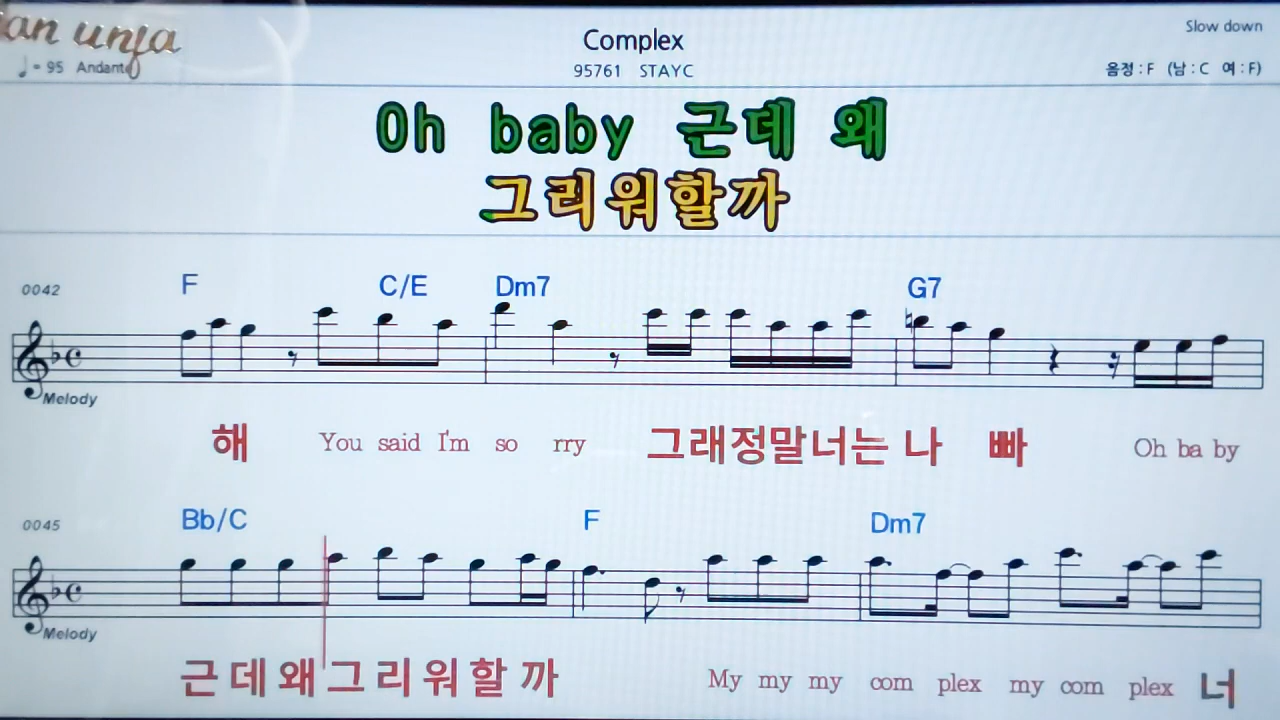 an unja
Slow down
Complex
♩= 95 Andante
95761 STAYC
음정 : F (남 : C 여 : F)
Oh baby 근데 왜
그리워할까
0042 F C/E Dm7 G7
Melody
해 You said I'm so rry 그래정말너는 나 빠 Oh ba by
0045 Bb/C F Dm7
Melody
근 데 왜 그 리 워 할 까 My my my com plex my com plex 너